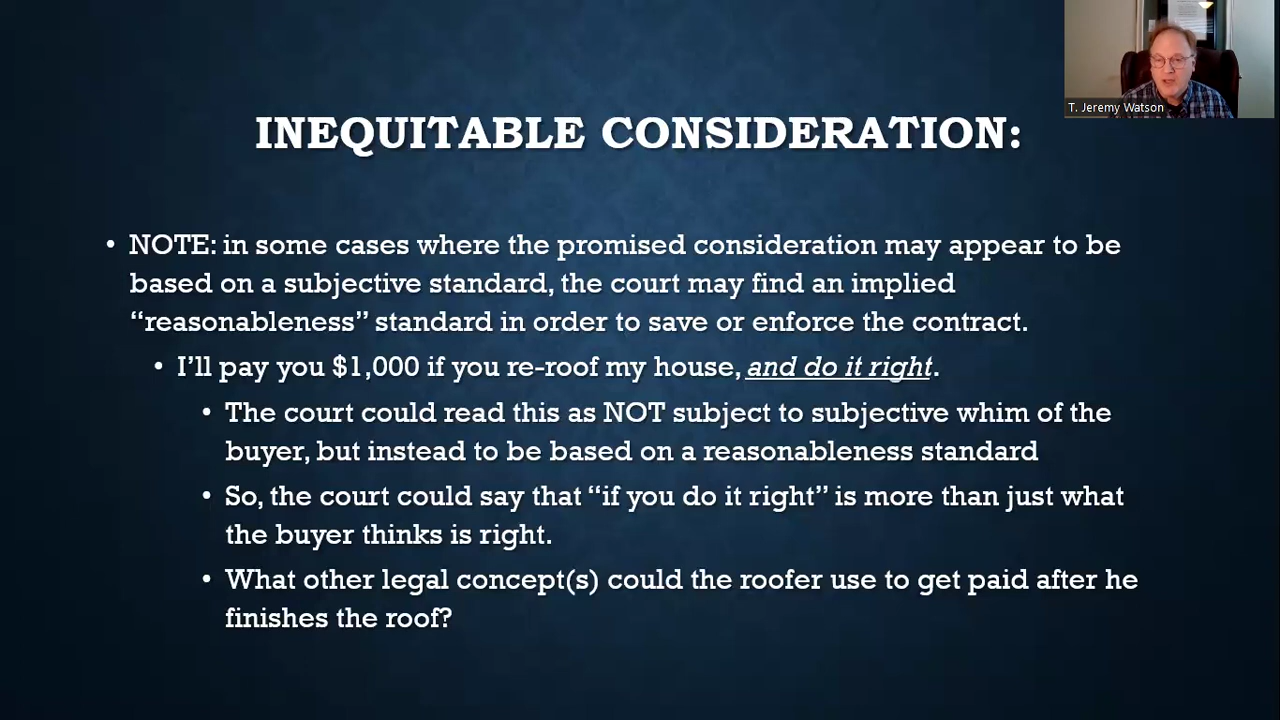 T. Jeremy Watson
INEQUITABLE CONSIDERATION:
• NOTE: in some cases where the promised consideration may appear to be
based on a subjective standard, the court may find an implied
“reasonableness” standard in order to save or enforce the contract.
• I’ll pay you $1,000 if you re-roof my house, and do it right.
• The court could read this as NOT subject to subjective whim of the
buyer, but instead to be based on a reasonableness standard
• So, the court could say that “if you do it right” is more than just what
the buyer thinks is right.
• What other legal concept(s) could the roofer use to get paid after he
finishes the roof?